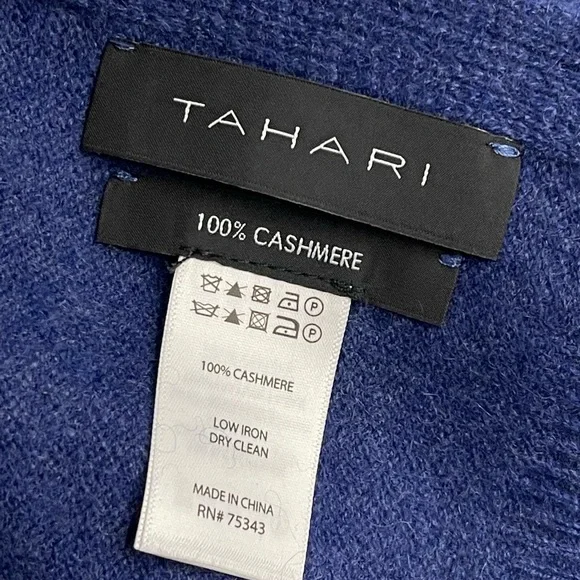 TAHARI
100% CASHMERE
P
P
100% CASHMERE
LOW IRON
DRY CLEAN
MADE IN CHINA
RN# 75343